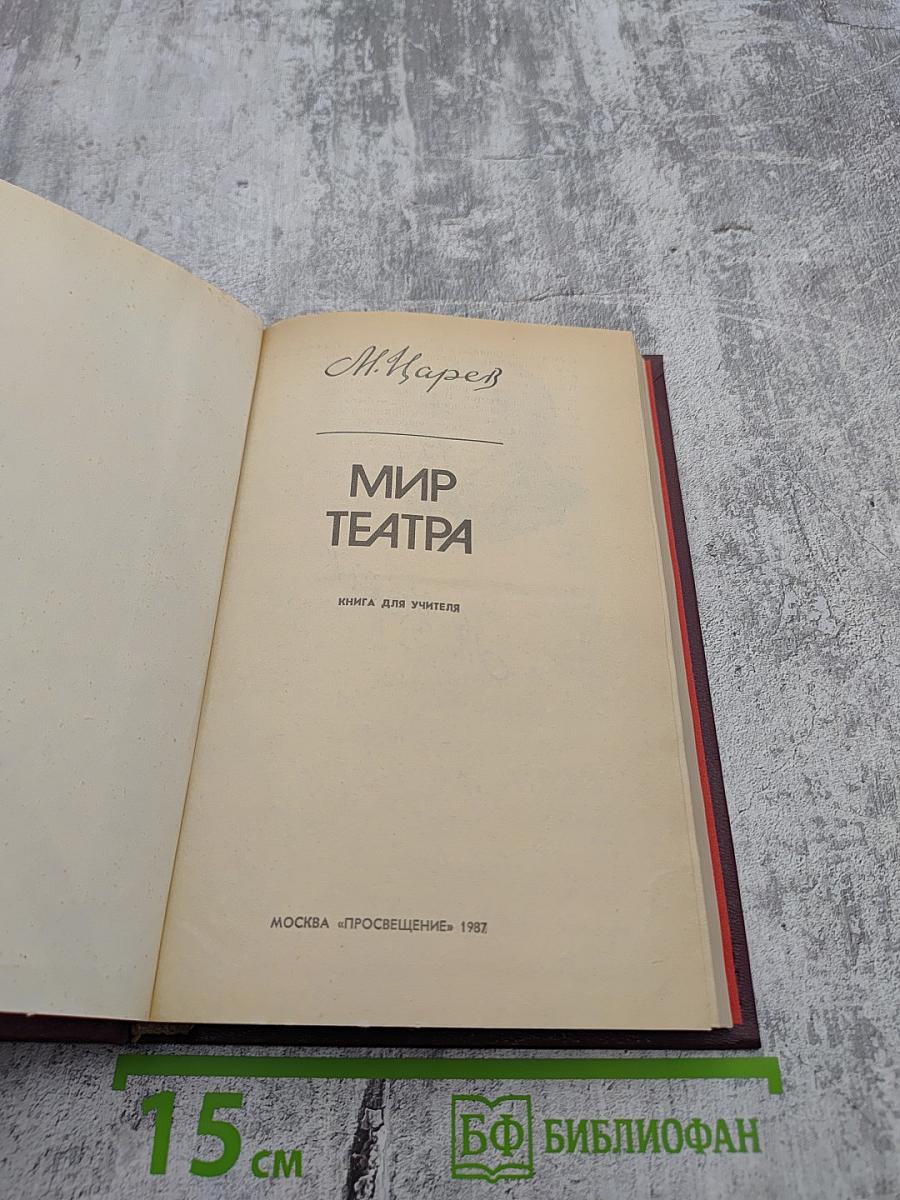 М. Царев
МИР
ТЕАТРА
КНИГА ДЛЯ УЧИТЕЛЯ
МОСКВА «ПРОСВЕЩЕНИЕ» 1987
15 см
БФ БИБЛИОФАН